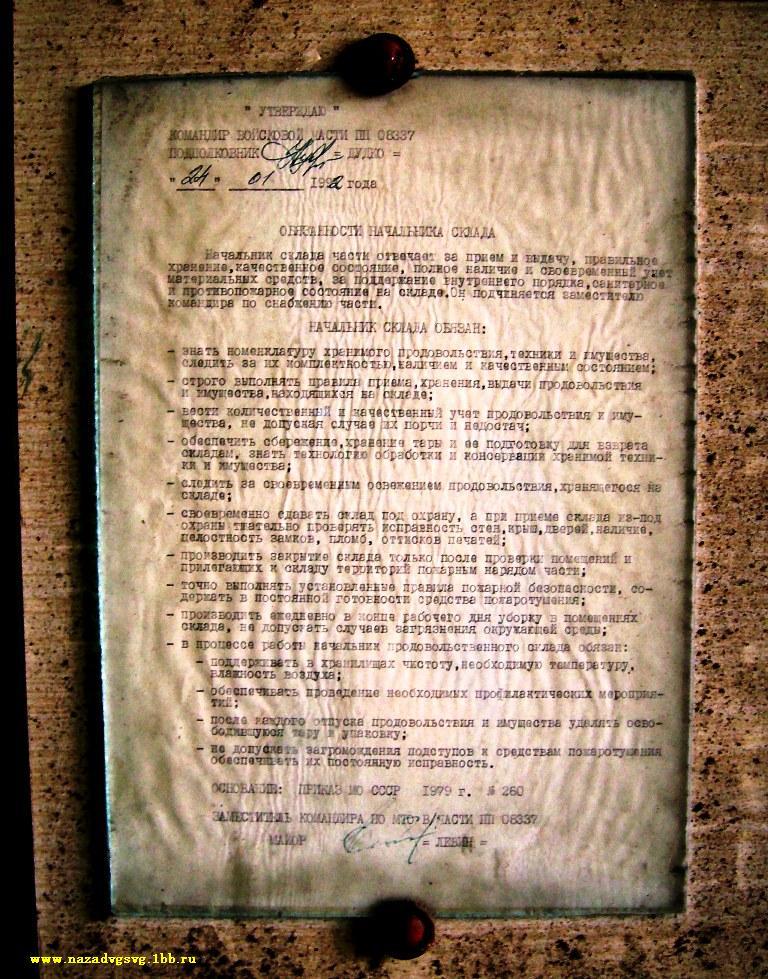 " УТВЕРЖДАЮ "
КОМАНДИР ВОЙСКОВОЙ ЧАСТИ ПП 08337
ПОДПОЛКОВНИК = ДУДКО =
" 24 " 01 1992 года
ОБЯЗАННОСТИ НАЧАЛЬНИКА СКЛАДА
Начальник склада части отвечает за прием и выдачу, правильное
хранение,качественное состояние, полное наличие и своевременный учет
материальных средств, за поддержание внутреннего порядка,санитарное
и противопожарное состояние на складе.Он подчиняется заместителю
командира по снабжению части.
НАЧАЛЬНИК СКЛАДА ОБЯЗАН:
- знать номенклатуру хранимого продовольствия,техники и имущества,
следить за их комплектностью,наличием и качественным состоянием;
- строго выполнять правила приема,хранения,выдачи продовольствия
и имущества,находящихся на складе;
- вести количественный и качественный учет продовольствия и иму-
щества, не допуская случаев их порчи и недостач;
- обеспечить сбережение,хранение тары и ее подготовку для взврата
складам, знать технологию обработки и консервации хранимой техни-
ки и имущества;
- следить за своевременным освежением продовольствия,хранящегося на
складе;
- своевременно сдавать склад под охрану, а при приеме склада из-под
охраны тщательно проверять исправность стен,крыш,дверей,наличие,
целостность замков, пломб, оттисков печатей;
- производить закрытие склада только после проверки помещений и
прилегающих к складу территорий пожарным нарядом части;
- точно выполнять установленные правила пожарной безопасности, со-
держать в постоянной готовности средства пожаротушения;
- производить ежедневно в конце рабочего дня уборку в помещениях
склада, не допускать случаев загрязнения окружающей среды;
- в процессе работы начальник продовольственного склада обязан:
- поддерживать в хранилищах чистоту,необходимую температуру,
влажность воздуха;
- обеспечивать проведение необходимых профилактических мероприя-
тий;
- после каждого отпуска продовольствия и имущества удалять осво-
бодившуюся тару и упаковку;
- не допускать загромождения подступов к средствам пожаротушения
обеспечивать их постоянную исправность.
ОСНОВАНИЕ: ПРИКАЗ МО СССР 1979 г. № 260
ЗАМЕСТИТЕЛЬ КОМАНДИРА ПО МТО В/ЧАСТИ ПП 08337
МАЙОР = ЛЕВИН =
www.nazadvgsvg.1bb.ru